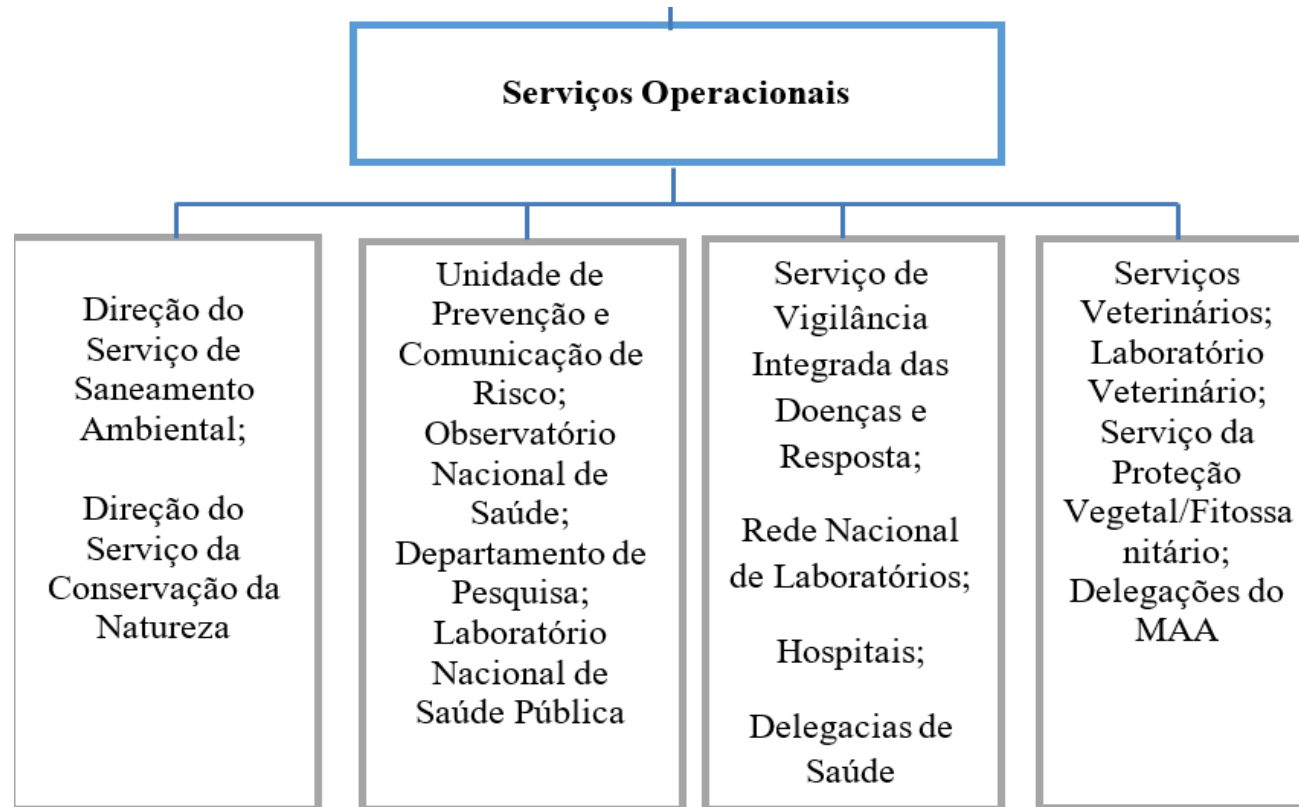 Serviços Operacionais
Direção do
Serviço de
Saneamento
Ambiental;
Direção do
Serviço da
Conservação da
Natureza
Unidade de
Prevenção e
Comunicação de
Risco;
Observatório
Nacional de
Saúde;
Departamento de
Pesquisa;
Laboratório
Nacional de
Saúde Pública
Serviço de
Vigilância
Integrada das
Doenças e
Resposta;
Rede Nacional
de Laboratórios;
Hospitais;
Delegacias de
Saúde
Serviços
Veterinários;
Laboratório
Veterinário;
Serviço da
Proteção
Vegetal/Fitossa
nitário;
Delegações do
MAA